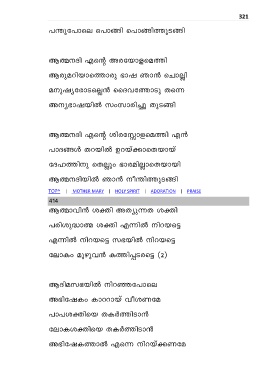 321
പന്തുപോലെ പൊങ്ങി പൊങ്ങിത്തുടങ്ങി
ആത്മനദി എന്റെ അരയോളമെത്തി
ആരുമറിയാത്തൊരു ഭാഷ ഞാൻ ചൊല്ലി
മനുഷ്യരോടല്ലെൻ ദൈവത്തോടു തന്നെ
അന്യഭാഷയിൽ സംസാരിച്ചു തുടങ്ങി
ആത്മനദി എന്റെ ശിരസ്സോളമെത്തി എൻ
പാദങ്ങൾ തറയിൽ ഉറയ്ക്കാതെയായ്
ദേഹത്തിനു തെല്ലും ഭാരമില്ലാതെയായി
ആത്മനദിയിൽ ഞാൻ നീന്തിത്തുടങ്ങി
TOP^ | MOTHER MARY | HOLY SPIRIT | ADORATION | PRAISE
414
ആത്മാവിൻ ശക്തി അത്യുന്നത ശക്തി
പരിശുദ്ധാത്മ ശക്തി എന്നിൽ നിറയട്ടെ
എന്നിൽ നിറയട്ടെ സഭയിൽ നിറയട്ടെ
ലോകം മുഴുവൻ കത്തിപ്പടരട്ടെ (2)
ആദിമസഭയിൽ നിറഞ്ഞപോലെ
അഭിഷേകം കാററായ് വീശണമേ
പാപശക്തിയെ തകർത്തിടാൻ
ലോകശക്തിയെ തകർത്തിടാൻ
അഭിഷേകത്താൽ എന്നെ നിറയ്ക്കണമേ